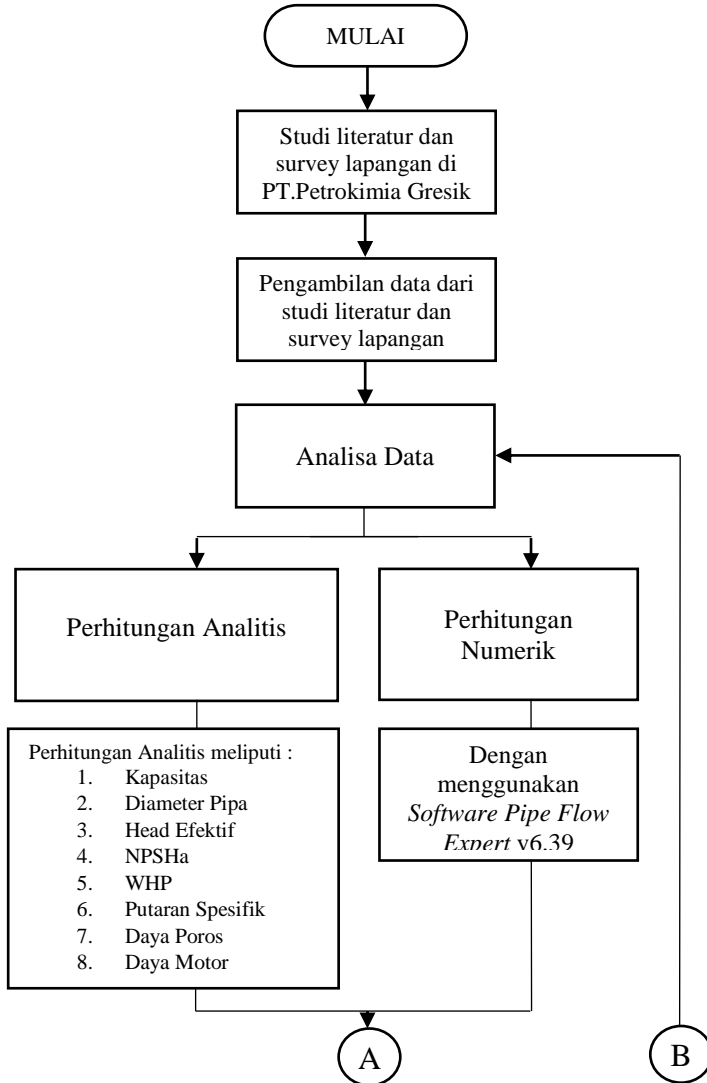 MULAI
Studi literatur dan
survey lapangan di
PT.Petrokimia Gresik
Pengambilan data dari
studi literatur dan
survey lapangan
Analisa Data
Perhitungan Analitis
Perhitungan
Numerik
Perhitungan Analitis meliputi :
1. Kapasitas
2. Diameter Pipa
3. Head Efektif
4. NPSHa
5. WHP
6. Putaran Spesifik
7. Daya Poros
8. Daya Motor
Dengan
menggunakan
Software Pipe Flow
Expert v6.39
A
B